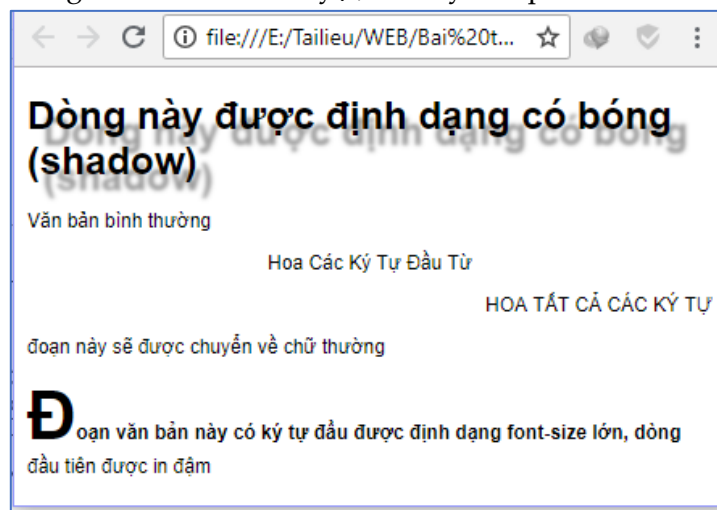 file:///E:/Tailieu/WEB/Bai%20t...
Dòng này được định dạng có bóng
(shadow)
Văn bản bình thường
Hoa Các Ký Tự Đầu Từ
HOA TẤT CẢ CÁC KÝ TỰ
đoạn này sẽ được chuyển về chữ thường
Đoạn văn bản này có ký tự đầu được định dạng font-size lớn, dòng
đầu tiên được in đậm